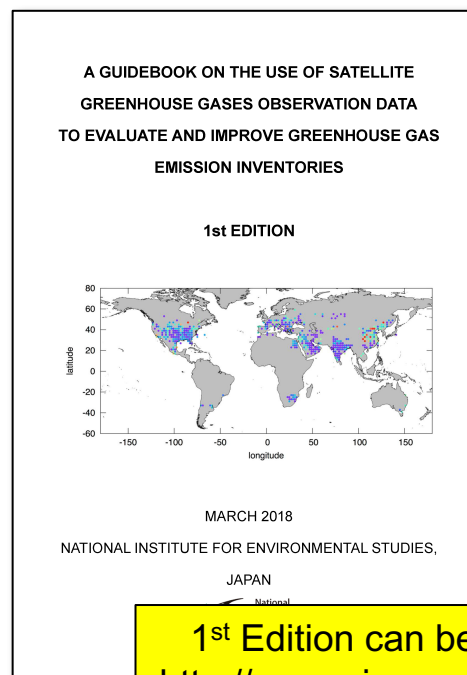 A GUIDEBOOK ON THE USE OF SATELLITE
GREENHOUSE GASES OBSERVATION DATA
TO EVALUATE AND IMPROVE GREENHOUSE GAS
EMISSION INVENTORIES
1st EDITION
80
60
40
20
0
-20
-40
-60
latitude
-150 -100 -50 0 50 100 150
longitude
MARCH 2018
NATIONAL INSTITUTE FOR ENVIRONMENTAL STUDIES,
JAPAN
National
1st Edition can be